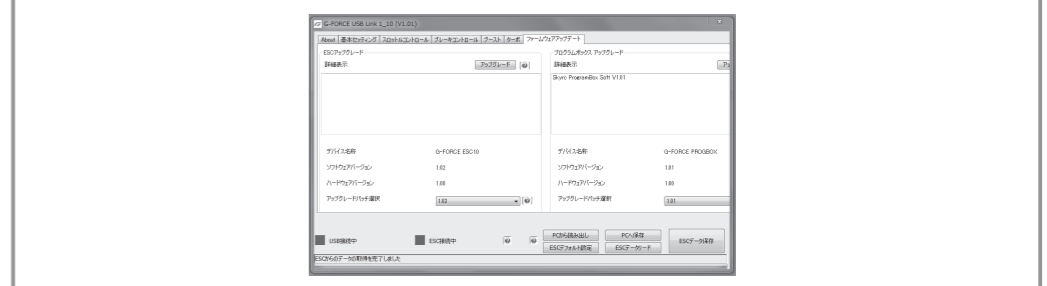 G-FORCE USB Link 1_10 (V1.01)
About 基本セッティング スロットルコントロール ブレーキコントロール ブースト ターボ ファームウェアアップデート
ESCアップグレード
詳細表示 アップグレード
デバイス名称 G-FORCE ESC10
ソフトウェアバージョン 1.02
ハードウェアバージョン 1.00
アップグレードパッチ選択 1.02
プログラムボックス アップグレード
詳細表示 アッ
Skyrc ProgramBox Soft V1.01
デバイス名称 G-FORCE PROGBOX
ソフトウェアバージョン 1.01
ハードウェアバージョン 1.00
アップグレードパッチ選択 1.01
USB接続中 ESC接続中
PCから読み出し PCへ保存
ESCデフォルト設定 ESCデータリード
ESCデータ保存
ESCからのデータの取得を完了しました